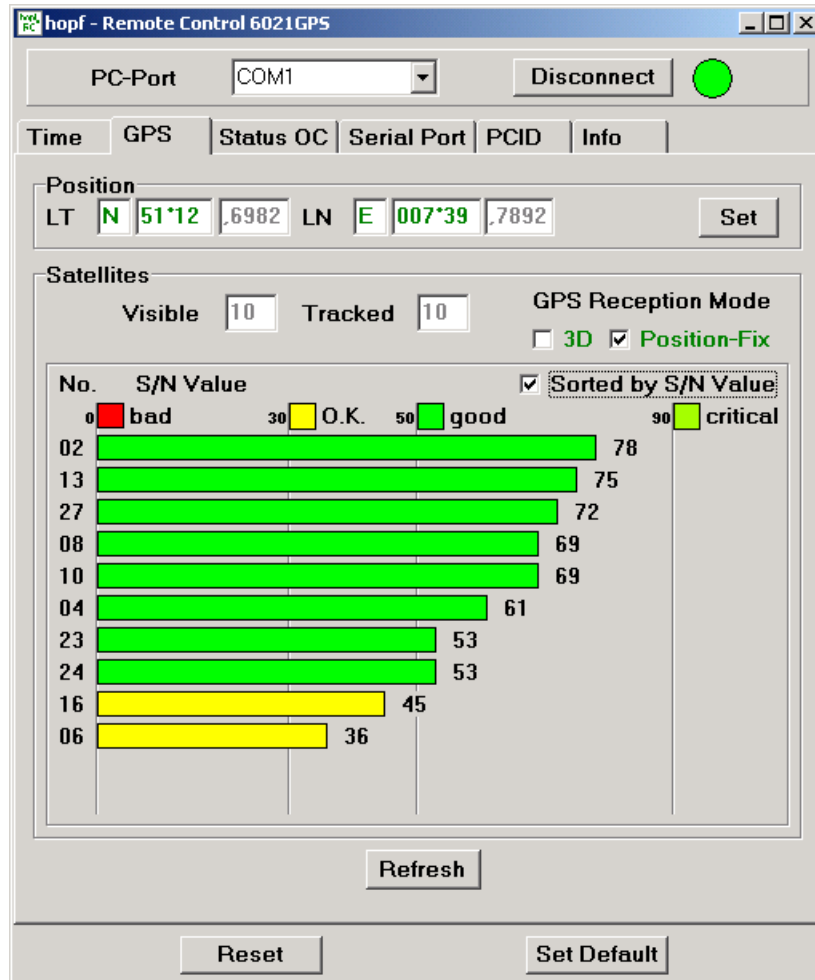 hopf RC hopf - Remote Control 6021GPS
PC-Port COM1 Disconnect
Time GPS Status OC Serial Port PCID Info
Position
LT N 51°12 ,6982 LN E 007°39 ,7892 Set
Satellites
Visible 10 Tracked 10 GPS Reception Mode
3D Position-Fix
No. S/N Value Sorted by S/N Value
0 bad 30 O.K. 50 good 90 critical
02 78
13 75
27 72
08 69
10 69
04 61
23 53
24 53
16 45
06 36
Refresh
Reset Set Default